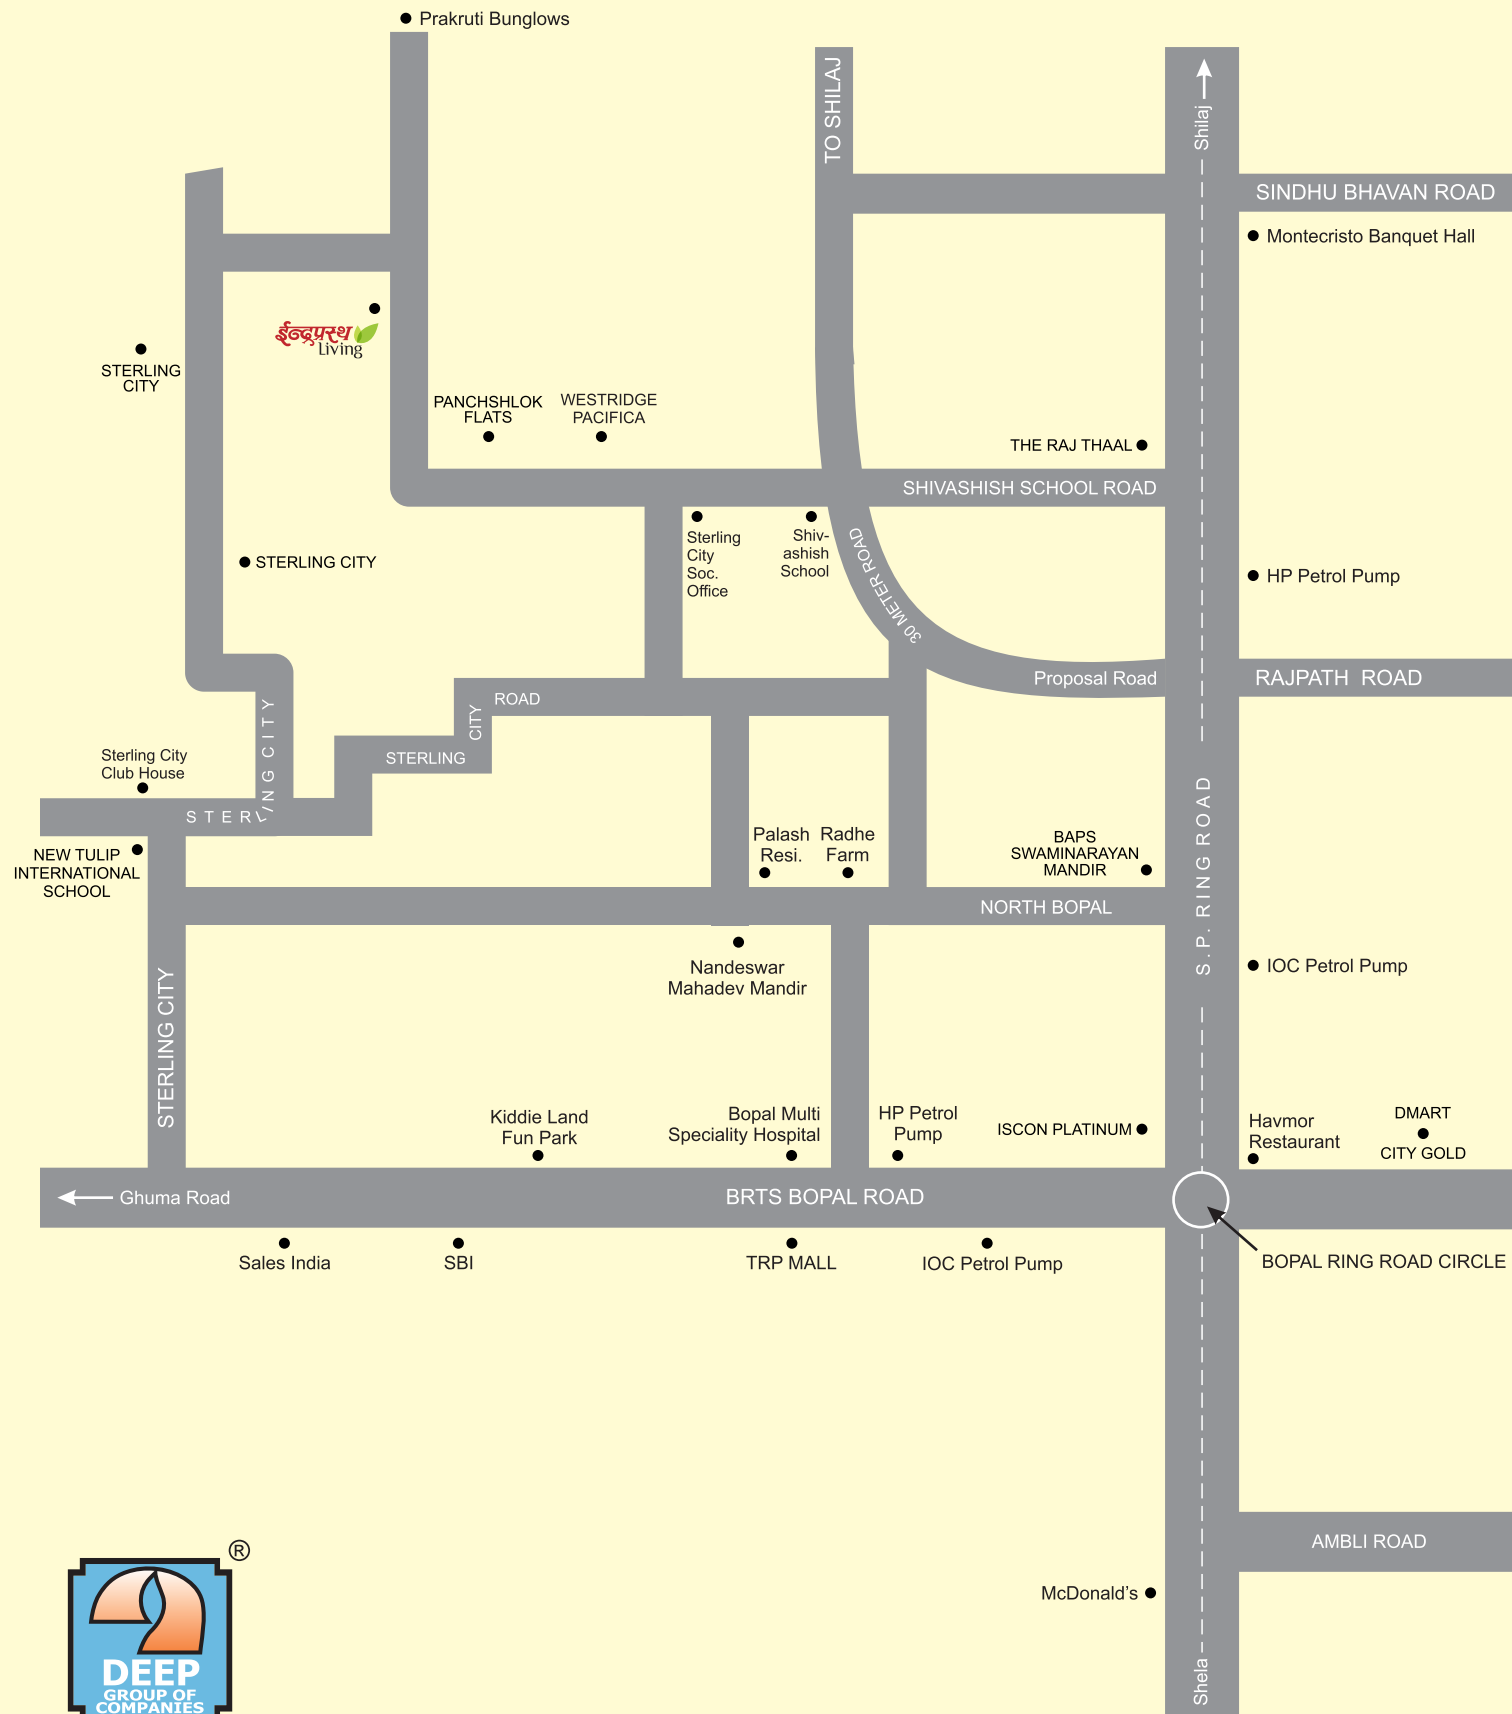 Prakruti Bunglows
TO SHILAJ
Shilaj
SINDHU BHAVAN ROAD
Montecristo Banquet Hall
ईन्द्रप्रस्थ
Living
STERLING
CITY
PANCHSHLOK
FLATS
WESTRIDGE
PACIFICA
THE RAJ THAAL
SHIVASHISH SCHOOL ROAD
Sterling
City
Soc.
Office
Shiv-
ashish
School
30 METER ROAD
STERLING CITY
HP Petrol Pump
Proposal Road
RAJPATH ROAD
ROAD
CITY
STERLING
STERLING CITY
Sterling City
Club House
NEW TULIP
INTERNATIONAL
SCHOOL
Palash
Resi.
Radhe
Farm
BAPS
SWAMINARAYAN
MANDIR
S.P. RING ROAD
NORTH BOPAL
Nandeswar
Mahadev Mandir
IOC Petrol Pump
STERLING CITY
Kiddie Land
Fun Park
Bopal Multi
Speciality Hospital
HP Petrol
Pump
ISCON PLATINUM
Havmor
Restaurant
DMART
CITY GOLD
Ghuma Road
BRTS BOPAL ROAD
Sales India
SBI
TRP MALL
IOC Petrol Pump
BOPAL RING ROAD CIRCLE
AMBLI ROAD
McDonald's
Shela
®
DEEP
GROUP OF
COMPANIES